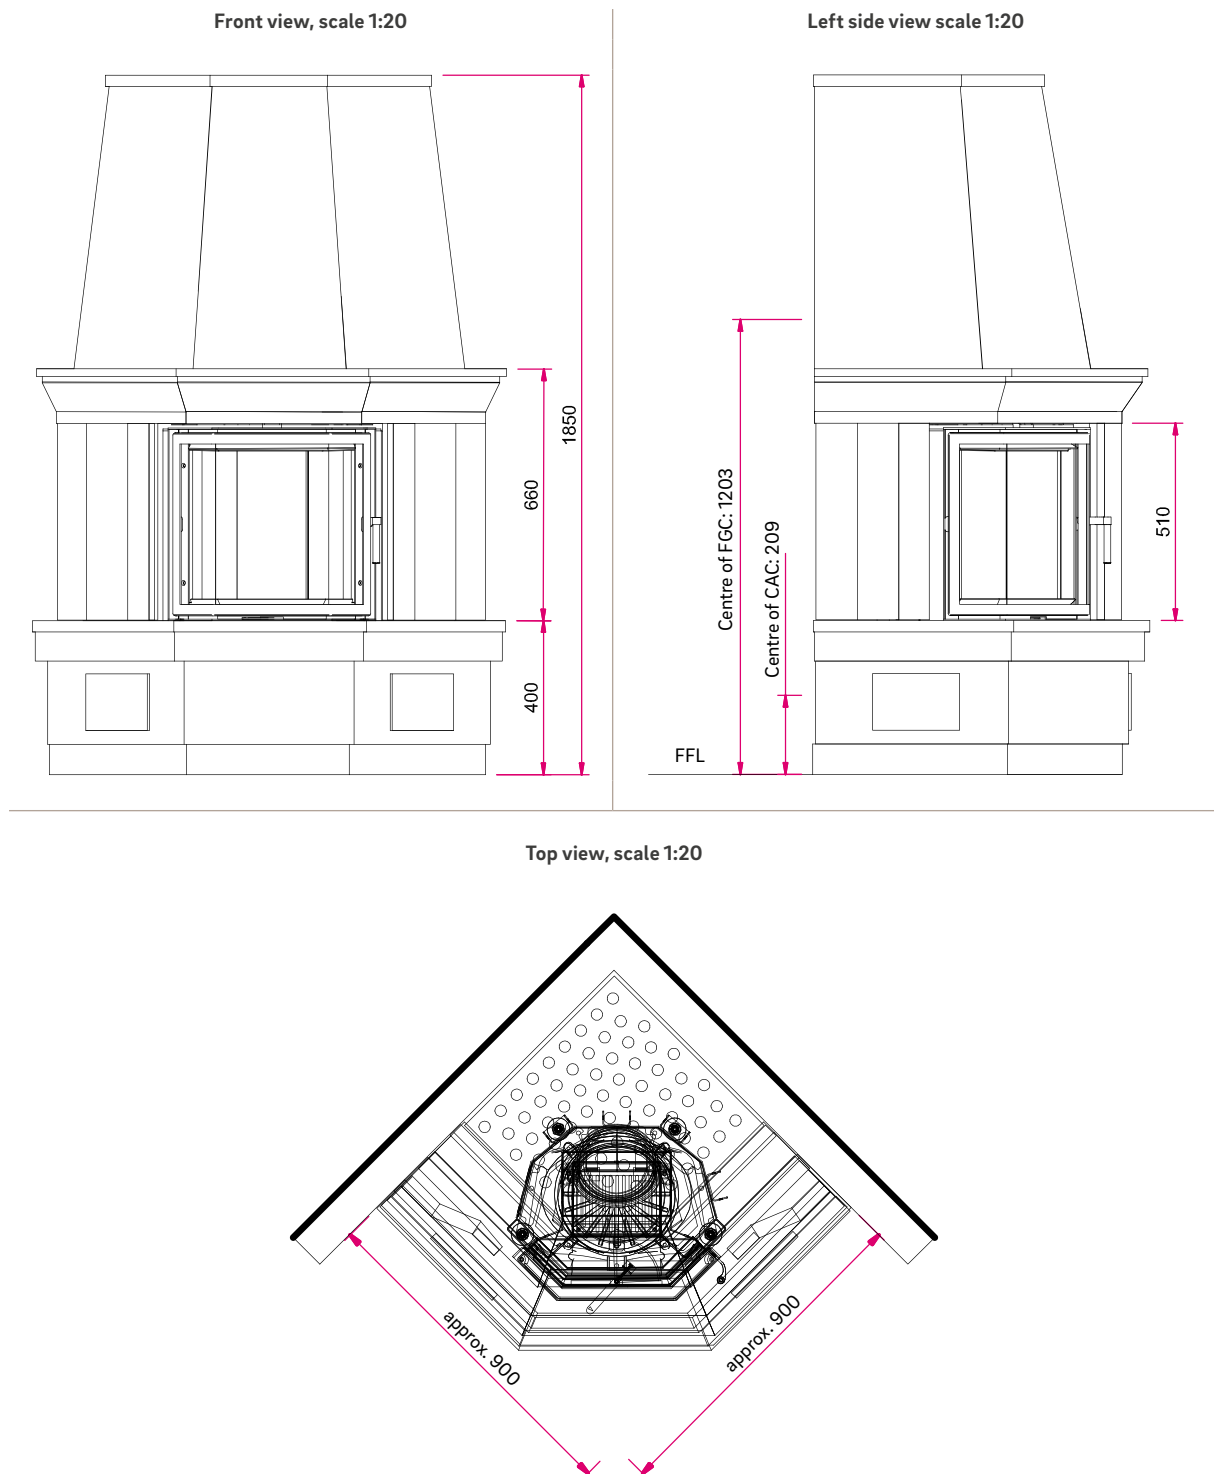 Front view, scale 1:20
Left side view scale 1:20
1850
660
400
Centre of FGC: 1203
Centre of CAC: 209
510
FFL
Top view, scale 1:20
approx. 900
approx. 900